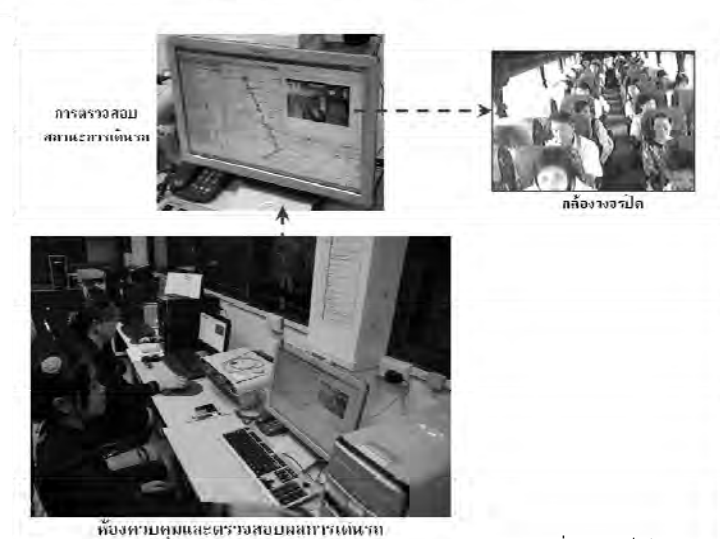 การตรวจสอบ
สถานะการเดินรถ
กล้องวงจรปิด
ห้องควบคุมและตรวจสอบผลการเดินรถ